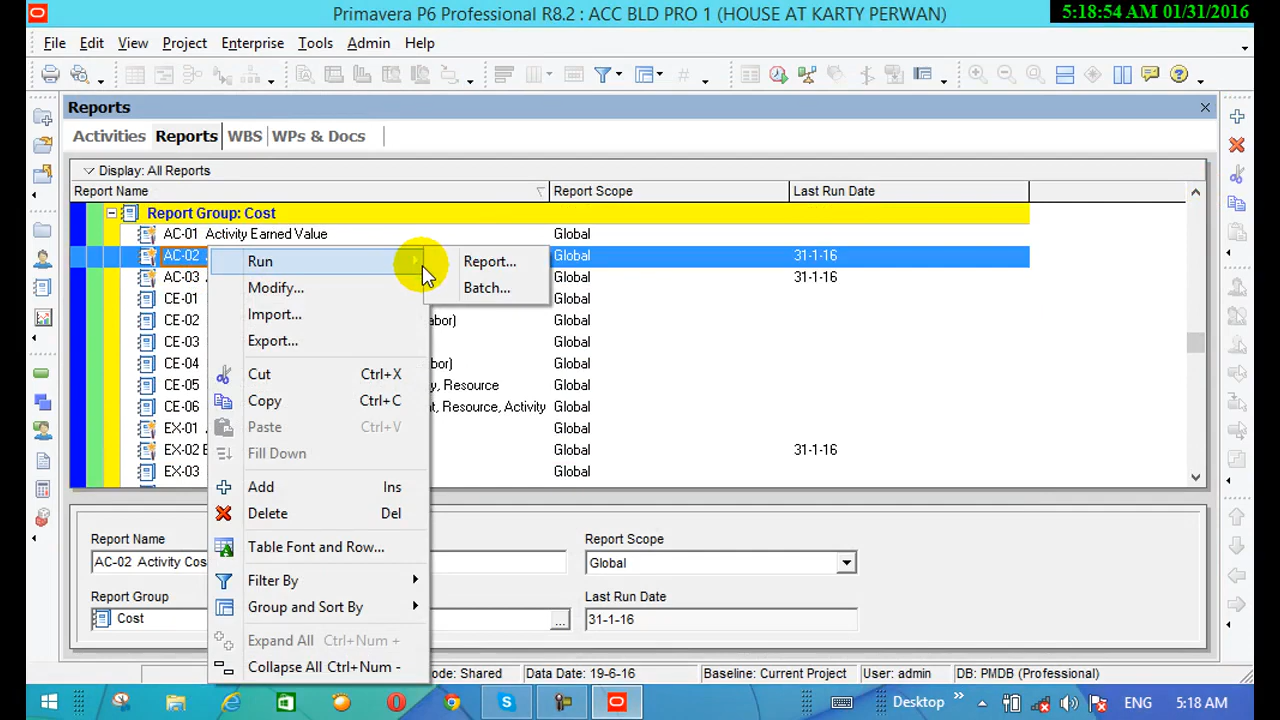 Primavera P6 Professional R8.2 : ACC BLD PRO 1 (HOUSE AT KARTY PERWAN)
5:18:54 AM 01/31/2016
File Edit View Project Enterprise Tools Admin Help
Reports
Activities Reports WBS WPs & Docs
Display: All Reports
Report Name Report Scope Last Run Date
Report Group: Cost
AC-01 Activity Earned Value Global
AC-02 Global 31-1-16
AC-03 Global 31-1-16
CE-01 Global
CE-02 Global
CE-03 Global
CE-04 Global
CE-05 y, Resource Global
CE-06 Resource, Activity Global
EX-01 Global
EX-02 Global 31-1-16
EX-03 Global
Run
Report...
Batch...
Modify...
Import...
Export...
Cut Ctrl+X
Copy Ctrl+C
Paste Ctrl+V
Fill Down
Add Ins
Delete Del
Table Font and Row...
Filter By
Group and Sort By
Expand All Ctrl+Num +
Collapse All Ctrl+Num -
Report Name Report Scope
AC-02 Activity Cos Global
Report Group Last Run Date
Cost ... 31-1-16
ode: Shared Data Date: 19-6-16 Baseline: Current Project User: admin DB: PMDB (Professional)
Desktop ENG 5:18 AM